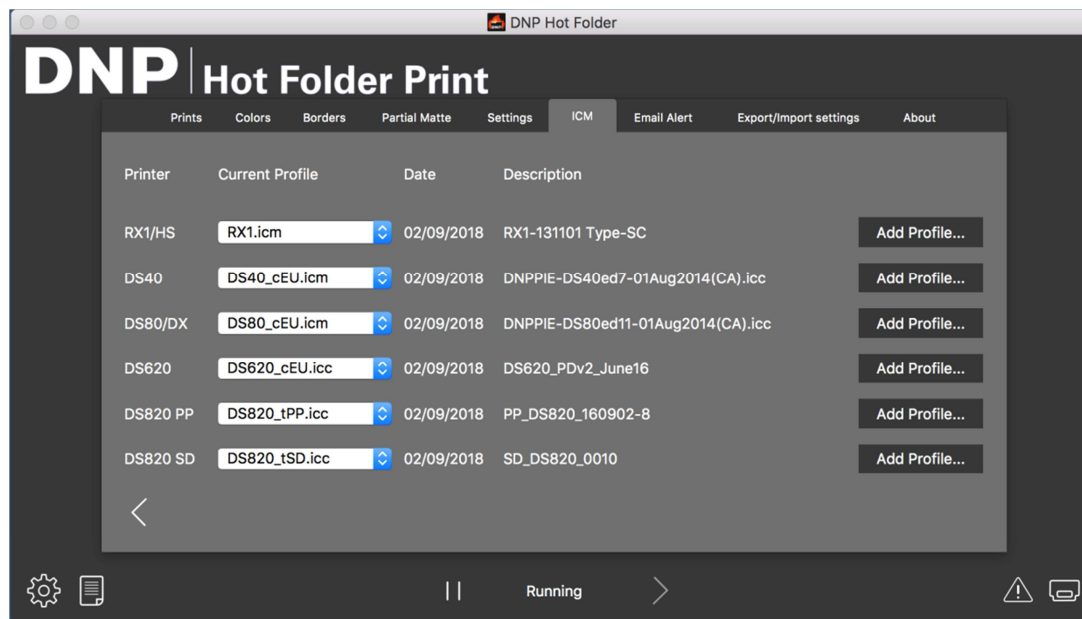 DNP Hot Folder
DNP Hot Folder Print
Prints Colors Borders Partial Matte Settings ICM Email Alert Export/Import settings About
Printer Current Profile Date Description
RX1/HS RX1.icm 02/09/2018 RX1-131101 Type-SC Add Profile...
DS40 DS40_cEU.icm 02/09/2018 DNPPIE-DS40ed7-01Aug2014(CA).icc Add Profile...
DS80/DX DS80_cEU.icm 02/09/2018 DNPPIE-DS80ed11-01Aug2014(CA).icc Add Profile...
DS620 DS620_cEU.icc 02/09/2018 DS620_PDv2_June16 Add Profile...
DS820 PP DS820_tPP.icc 02/09/2018 PP_DS820_160902-8 Add Profile...
DS820 SD DS820_tSD.icc 02/09/2018 SD_DS820_0010 Add Profile...
Running